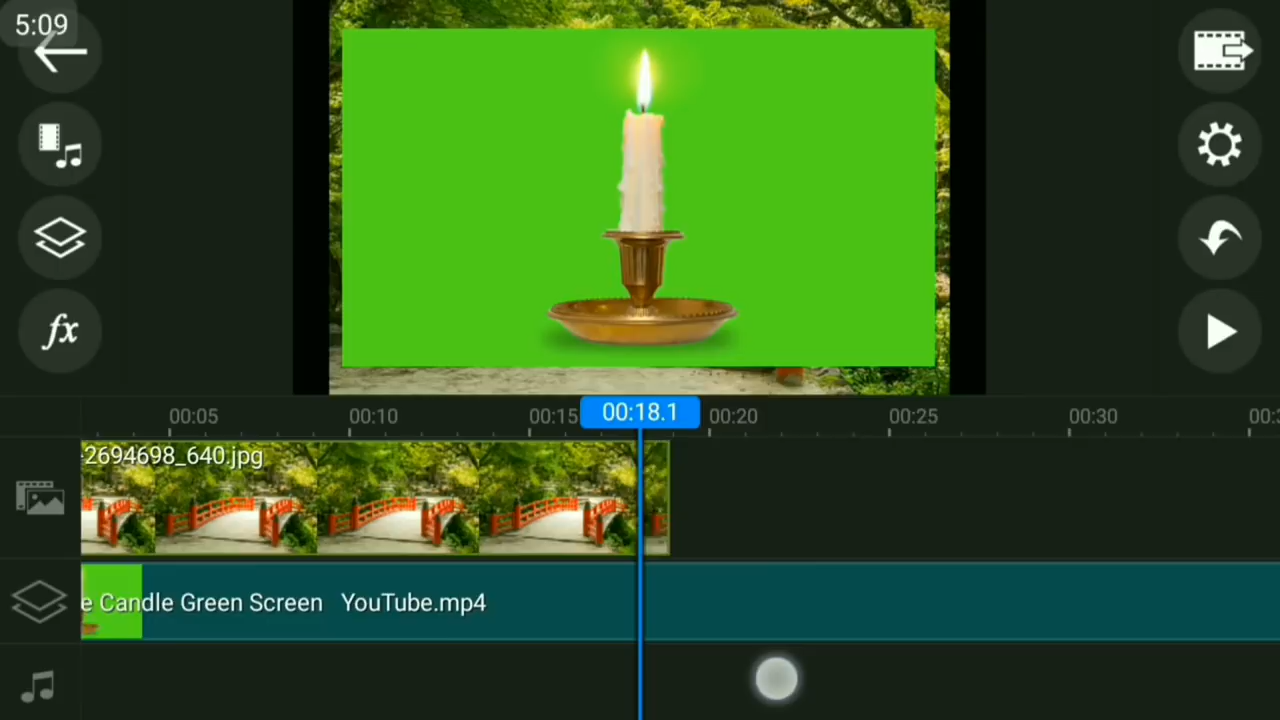 5:09
fx
00:05
00:10
00:15
00:18.1
00:20
00:25
00:30
-2694698_640.jpg
e Candle Green Screen YouTube.mp4